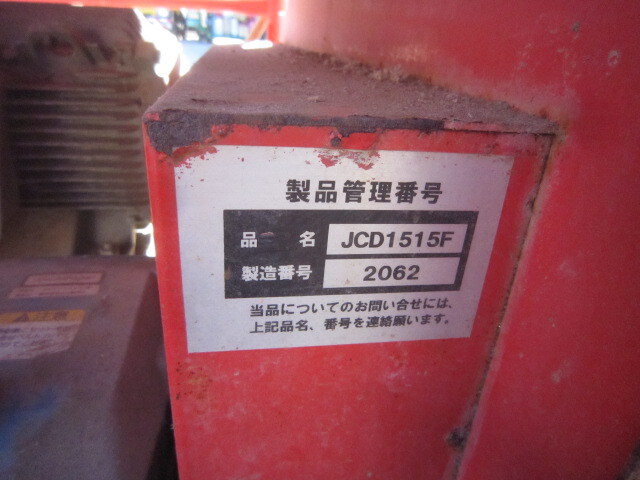 製品管理番号
品名 JCD1515F
製造番号 2062
当品についてのお問い合せには、
上記品名、番号を連絡願います。